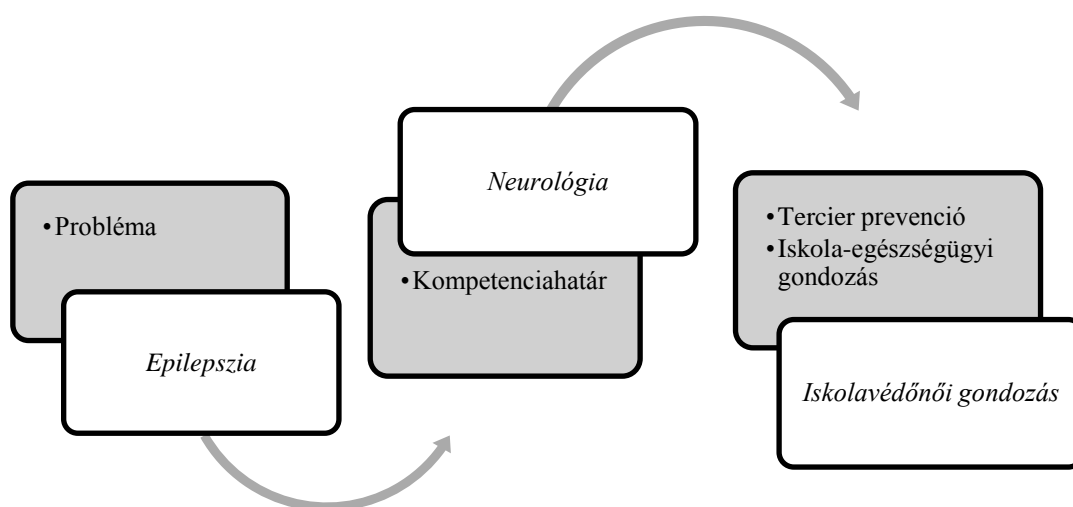 •Probléma
Epilepszia
Neurológia
•Kompetenciahatár
•Tercier prevenció
•Iskola-egészségügyi
gondozás
Iskolavédőnői gondozás